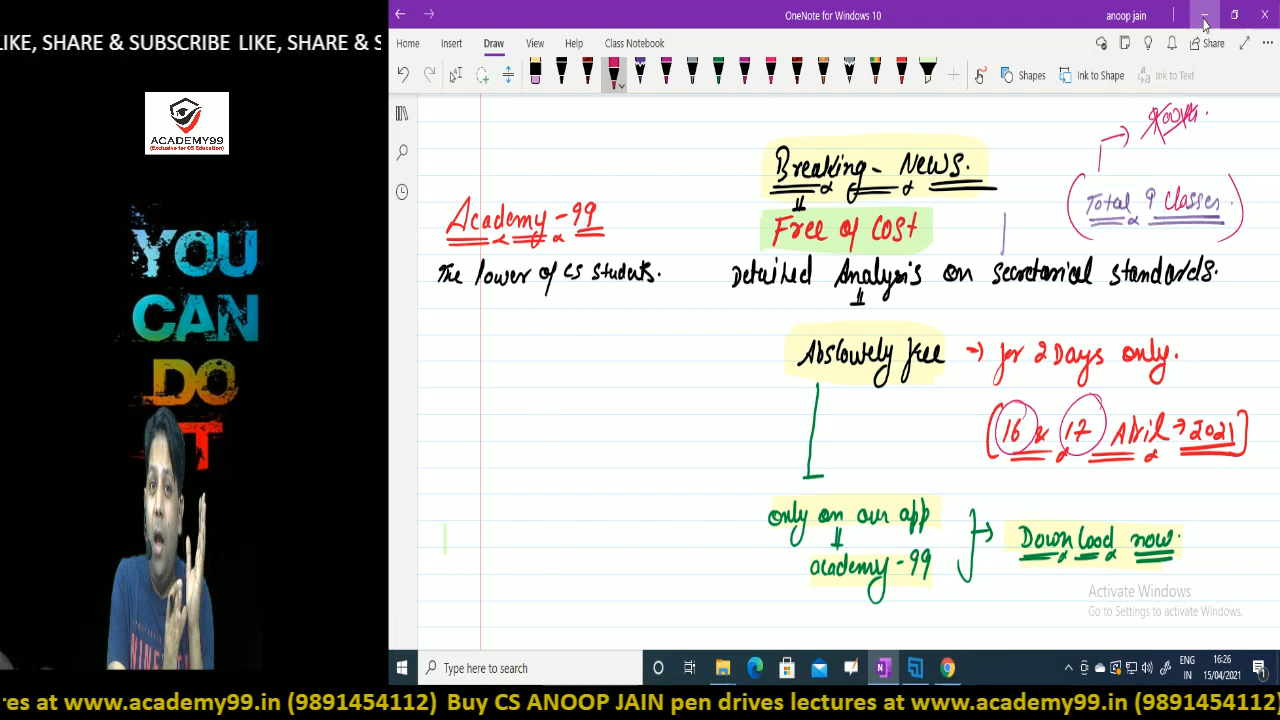 LIKE, SHARE & SUBSCRIBE LIKE, SHARE & S
ACADEMY99
(Exclusive for CS Education)
YOU
CAN
DO
IT
OneNote for Windows 10
anoop jain
Home Insert Draw View Help Class Notebook
Share
Shapes
Ink to Shape
Ink to Text
Breaking - News.
Total 9 Classes
Academy - 99
Free of Cost
The Power of CS Students.
Detailed Analysis on Secretarial Standards.
Absloutely free → for 2 Days only.
(16 & 17 April → 2021)
only on our app
academy - 99
Download now.
Activate Windows
Go to Settings to activate Windows.
Type here to search
ENG
IN
16:26
15/04/2021
1
res at www.academy99.in (9891454112) Buy CS ANOOP JAIN pen drives lectures at www.academy99.in (9891454112)